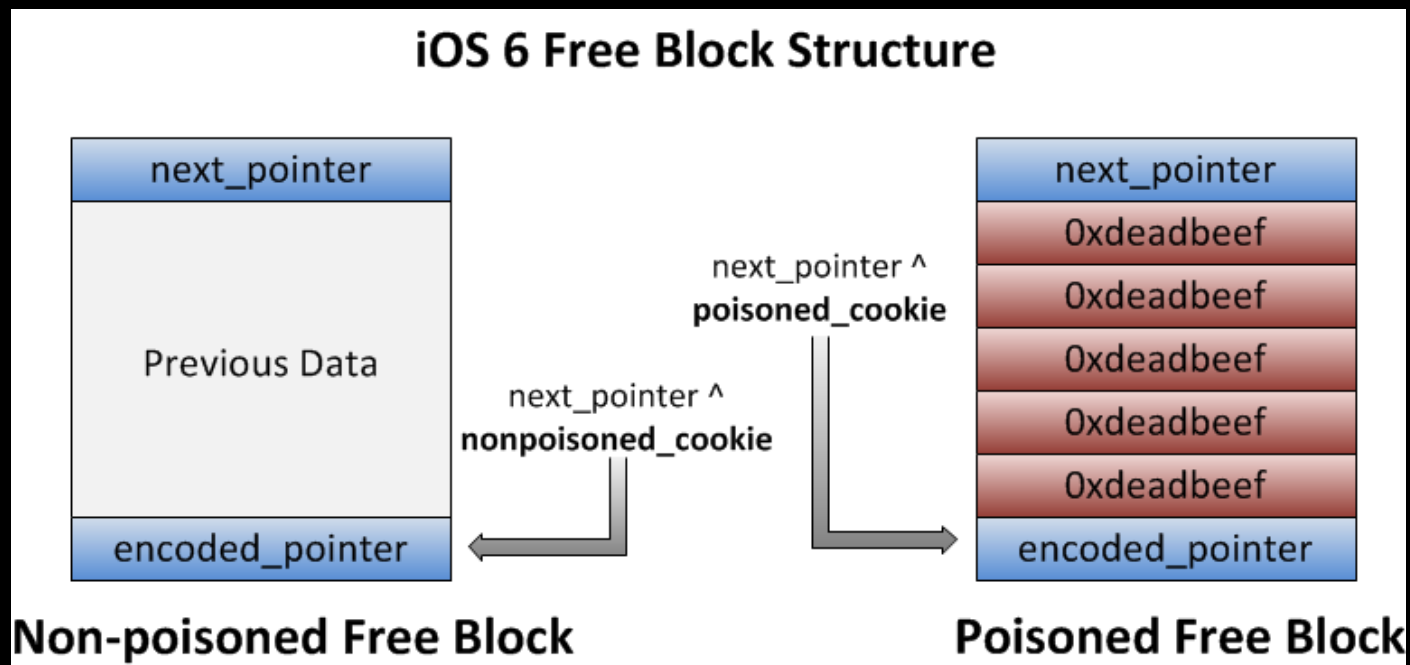 iOS 6 Free Block Structure
next_pointer
Previous Data
encoded_pointer
next_pointer ^
nonpoisoned_cookie
next_pointer ^
poisoned_cookie
next_pointer
0xdeadbeef
0xdeadbeef
0xdeadbeef
0xdeadbeef
0xdeadbeef
encoded_pointer
Non-poisoned Free Block
Poisoned Free Block